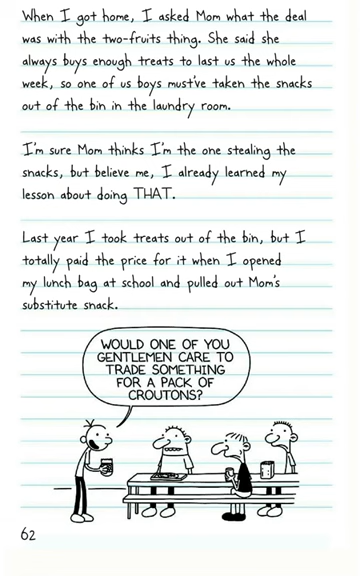 When I got home, I asked Mom what the deal
was with the two-fruits thing. She said she
always buys enough treats to last us the whole
week, so one of us boys must've taken the snacks
out of the bin in the laundry room.
I'm sure Mom thinks I'm the one stealing the
snacks, but believe me, I already learned my
lesson about doing THAT.
Last year I took treats out of the bin, but I
totally paid the price for it when I opened
my lunch bag at school and pulled out Mom's
substitute snack.
WOULD ONE OF YOU
GENTLEMEN CARE TO
TRADE SOMETHING
FOR A PACK OF
CROUTONS?
62